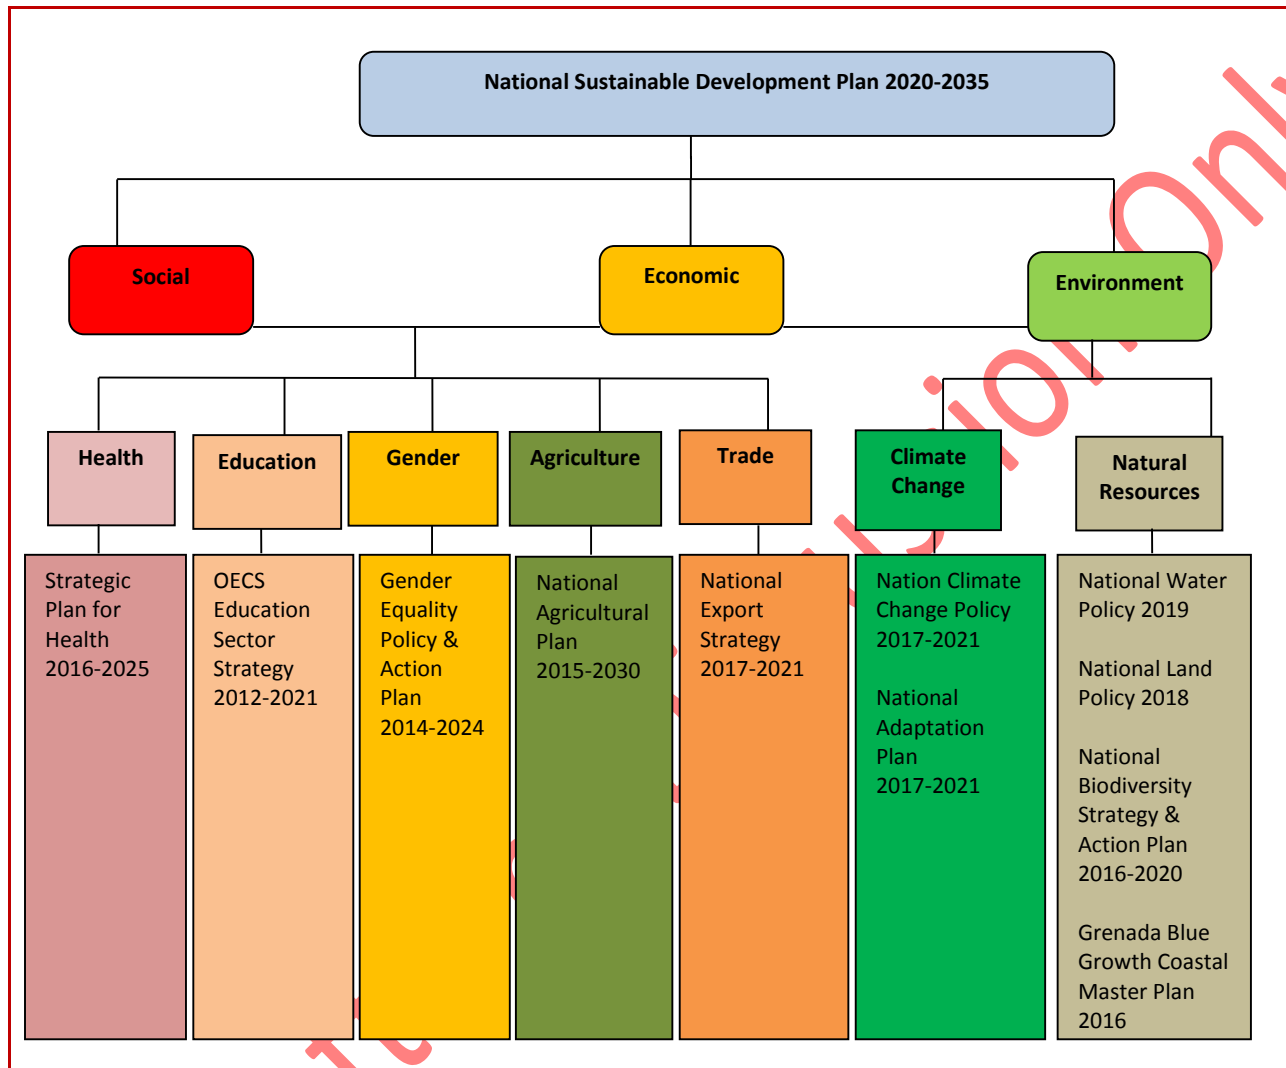 National Sustainable Development Plan 2020-2035
Social
Economic
Environment
Health
Education
Gender
Agriculture
Trade
Climate
Change
Natural
Resources
Strategic
Plan for
Health
2016-2025
OECS
Education
Sector
Strategy
2012-2021
Gender
Equality
Policy &
Action
Plan
2014-2024
National
Agricultural
Plan
2015-2030
National
Export
Strategy
2017-2021
Nation Climate
Change Policy
2017-2021
National
Adaptation
Plan
2017-2021
National Water
Policy 2019
National Land
Policy 2018
National
Biodiversity
Strategy &
Action Plan
2016-2020
Grenada Blue
Growth Coastal
Master Plan
2016
Only